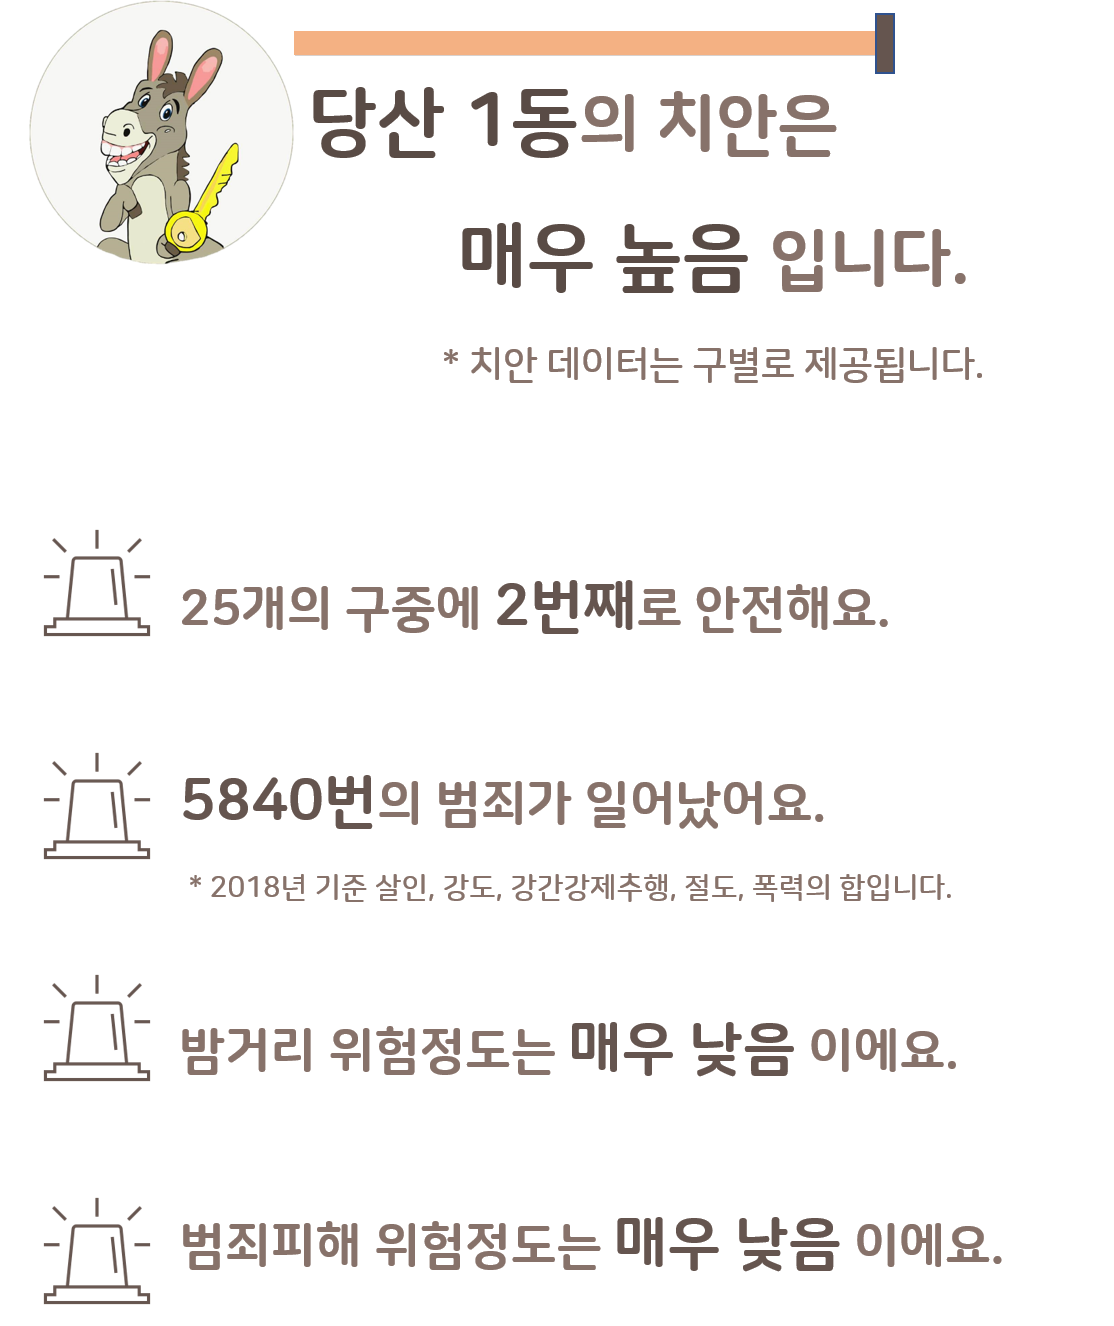 당산 1동의 치안은
매우 높음 입니다.
* 치안 데이터는 구별로 제공됩니다.
25개의 구중에 2번째로 안전해요.
5840번의 범죄가 일어났어요.
* 2018년 기준 살인, 강도, 강간강제추행, 절도, 폭력의 합입니다.
밤거리 위험정도는 매우 낮음 이에요.
범죄피해 위험정도는 매우 낮음 이에요.